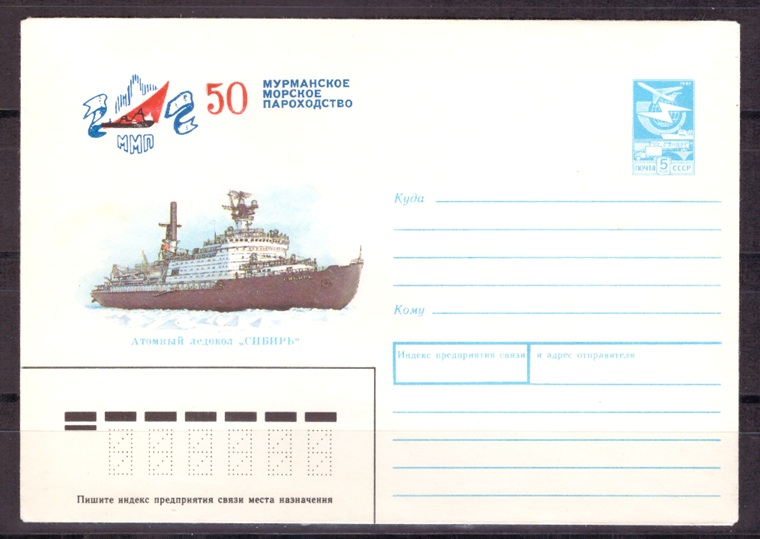 ММП
50
МУРМАНСКОЕ
МОРСКОЕ
ПАРОХОДСТВО
ПОЧТА 5 СССР
Атомный ледокол „СИБИРЬ“
Куда
Кому
Индекс предприятия связи и адрес отправителя
Пишите индекс предприятия связи места назначения